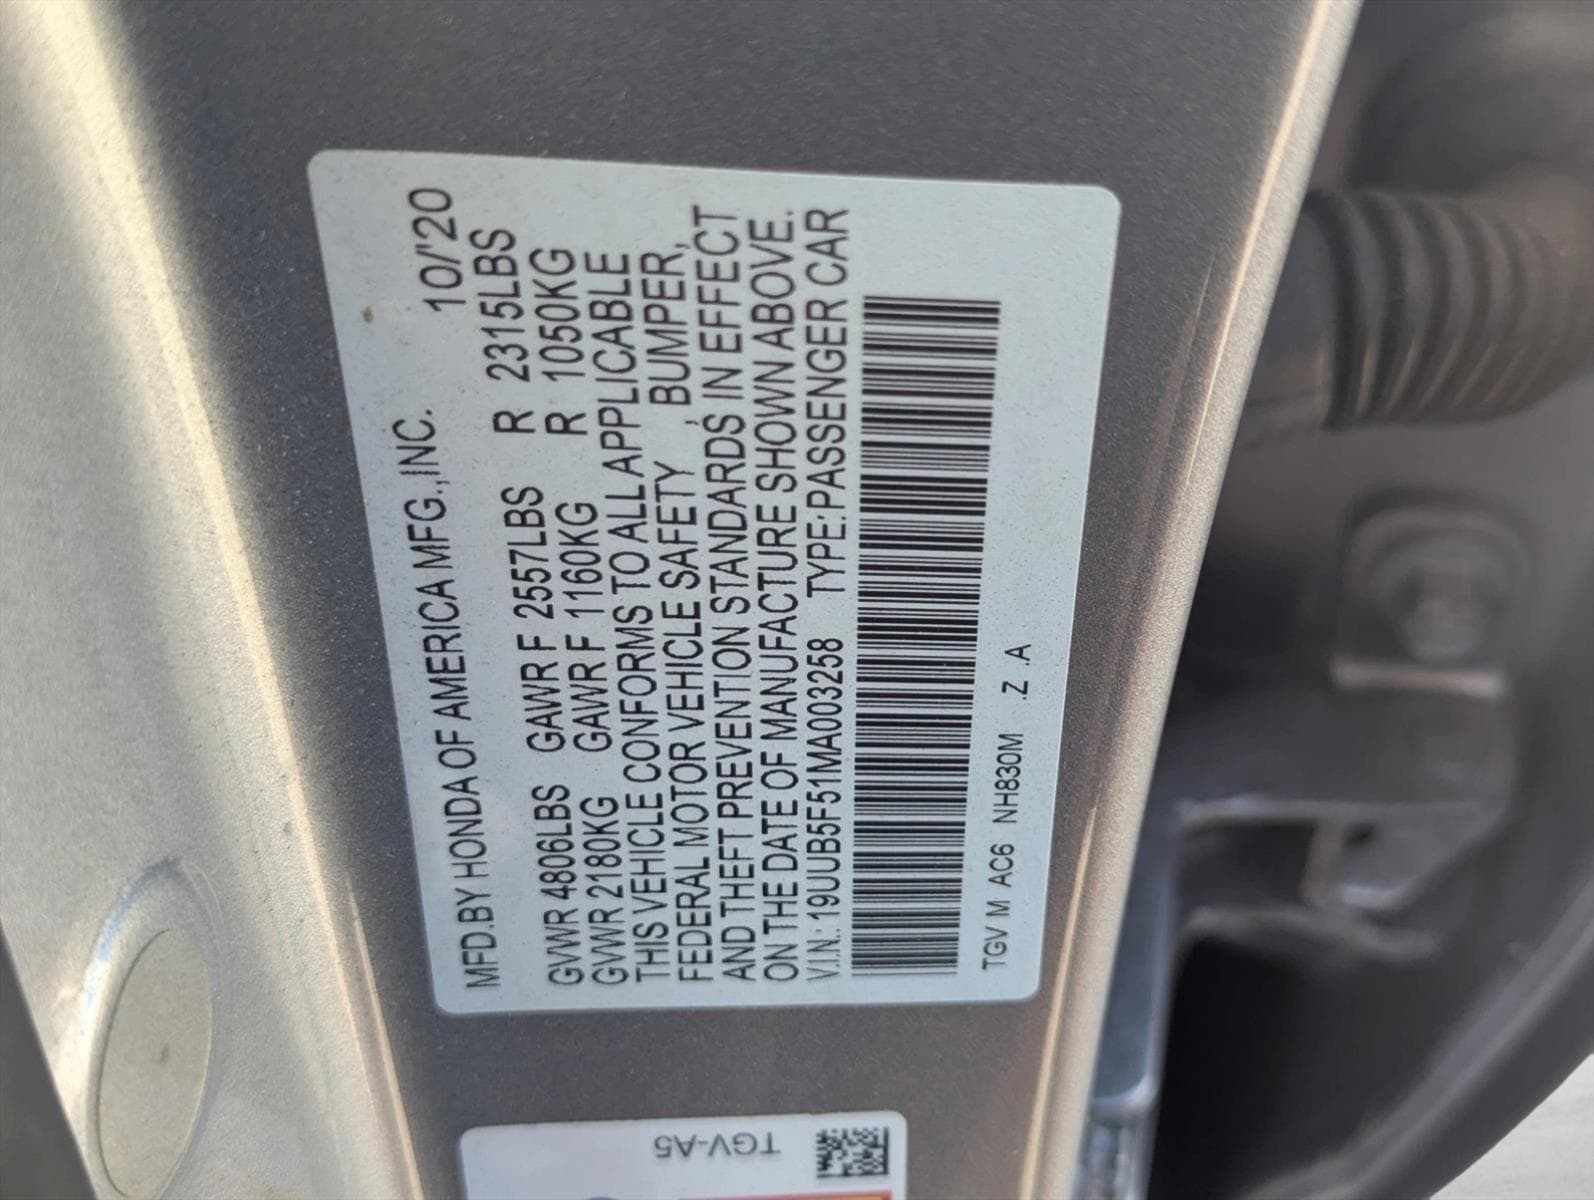 MFD.BY HONDA OF AMERICA MFG.,INC. 10/'20
GVWR 4806LBS GAWR F 2557LBS R 2315LBS
GVWR 2180KG GAWR F 1160KG R 1050KG
THIS VEHICLE CONFORMS TO ALL APPLICABLE
FEDERAL MOTOR VEHICLE SAFETY , BUMPER,
AND THEFT PREVENTION STANDARDS IN EFFECT
ON THE DATE OF MANUFACTURE SHOWN ABOVE.
V.I.N.: 19UUB5F51MA003258 TYPE:PASSENGER CAR
TGV M AC6 NH830M .Z .A
TGV-A5